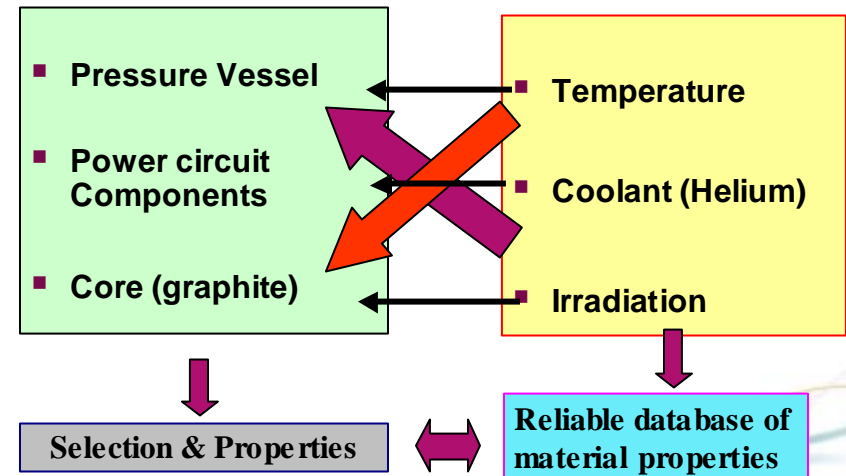 Pressure Vessel
Power circuit
Components
Core (graphite)
Temperature
Coolant (Helium)
Irradiation
Selection & Properties
Reliable database of
material properties